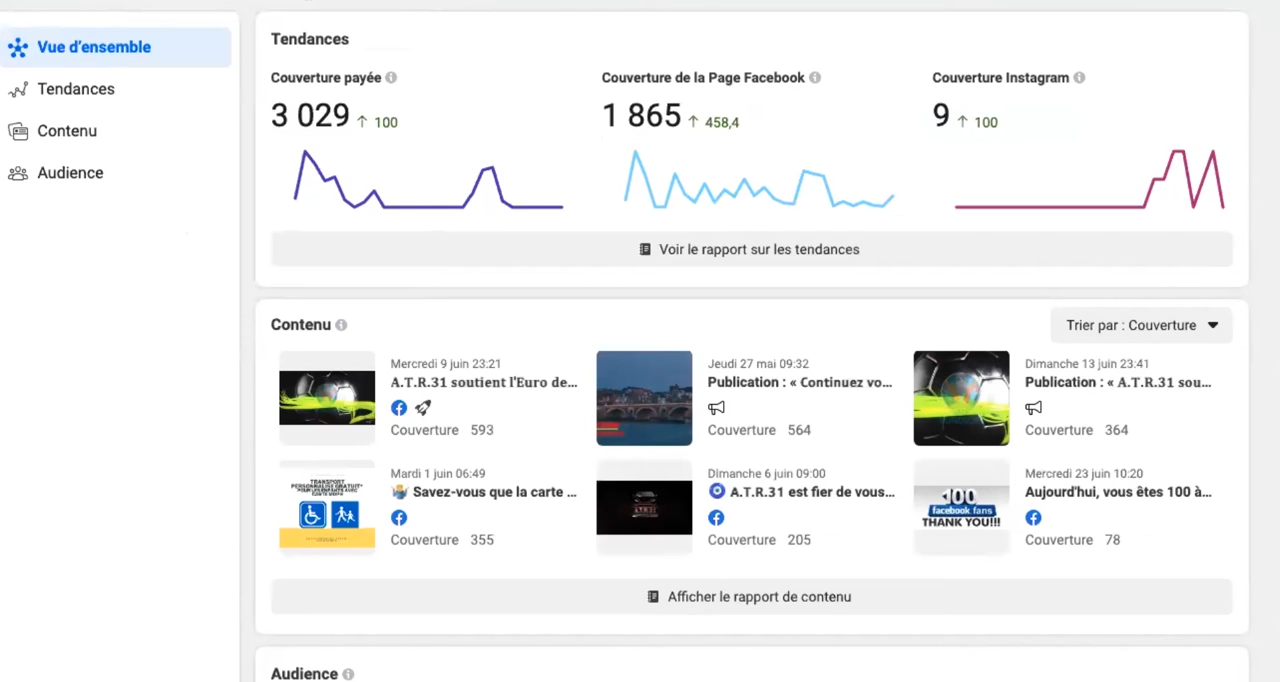 Vue d’ensemble
Tendances
Contenu
Audience
Tendances
Couverture payée
Couverture de la Page Facebook
Couverture Instagram
3 029 ↑ 100
1 865 ↑ 458,4
9 ↑ 100
Voir le rapport sur les tendances
Contenu
Trier par : Couverture
Mercredi 9 juin 23:21
A.T.R.31 soutient l'Euro de...
Couverture 593
Jeudi 27 mai 09:32
Publication : « Continuez vo...
Couverture 564
Dimanche 13 juin 23:41
Publication : « A.T.R.31 sou...
Couverture 364
TRANSPORT
PERSONNALISÉ GRATUIT*
Mardi 1 juin 06:49
🤷 Savez-vous que la carte ...
Couverture 355
Dimanche 6 juin 09:00
🧿 A.T.R.31 est fier de vous...
Couverture 205
100
facebook fans
THANK YOU!!!
Mercredi 23 juin 10:20
Aujourd'hui, vous êtes 100 à...
Couverture 78
Afficher le rapport de contenu
Audience